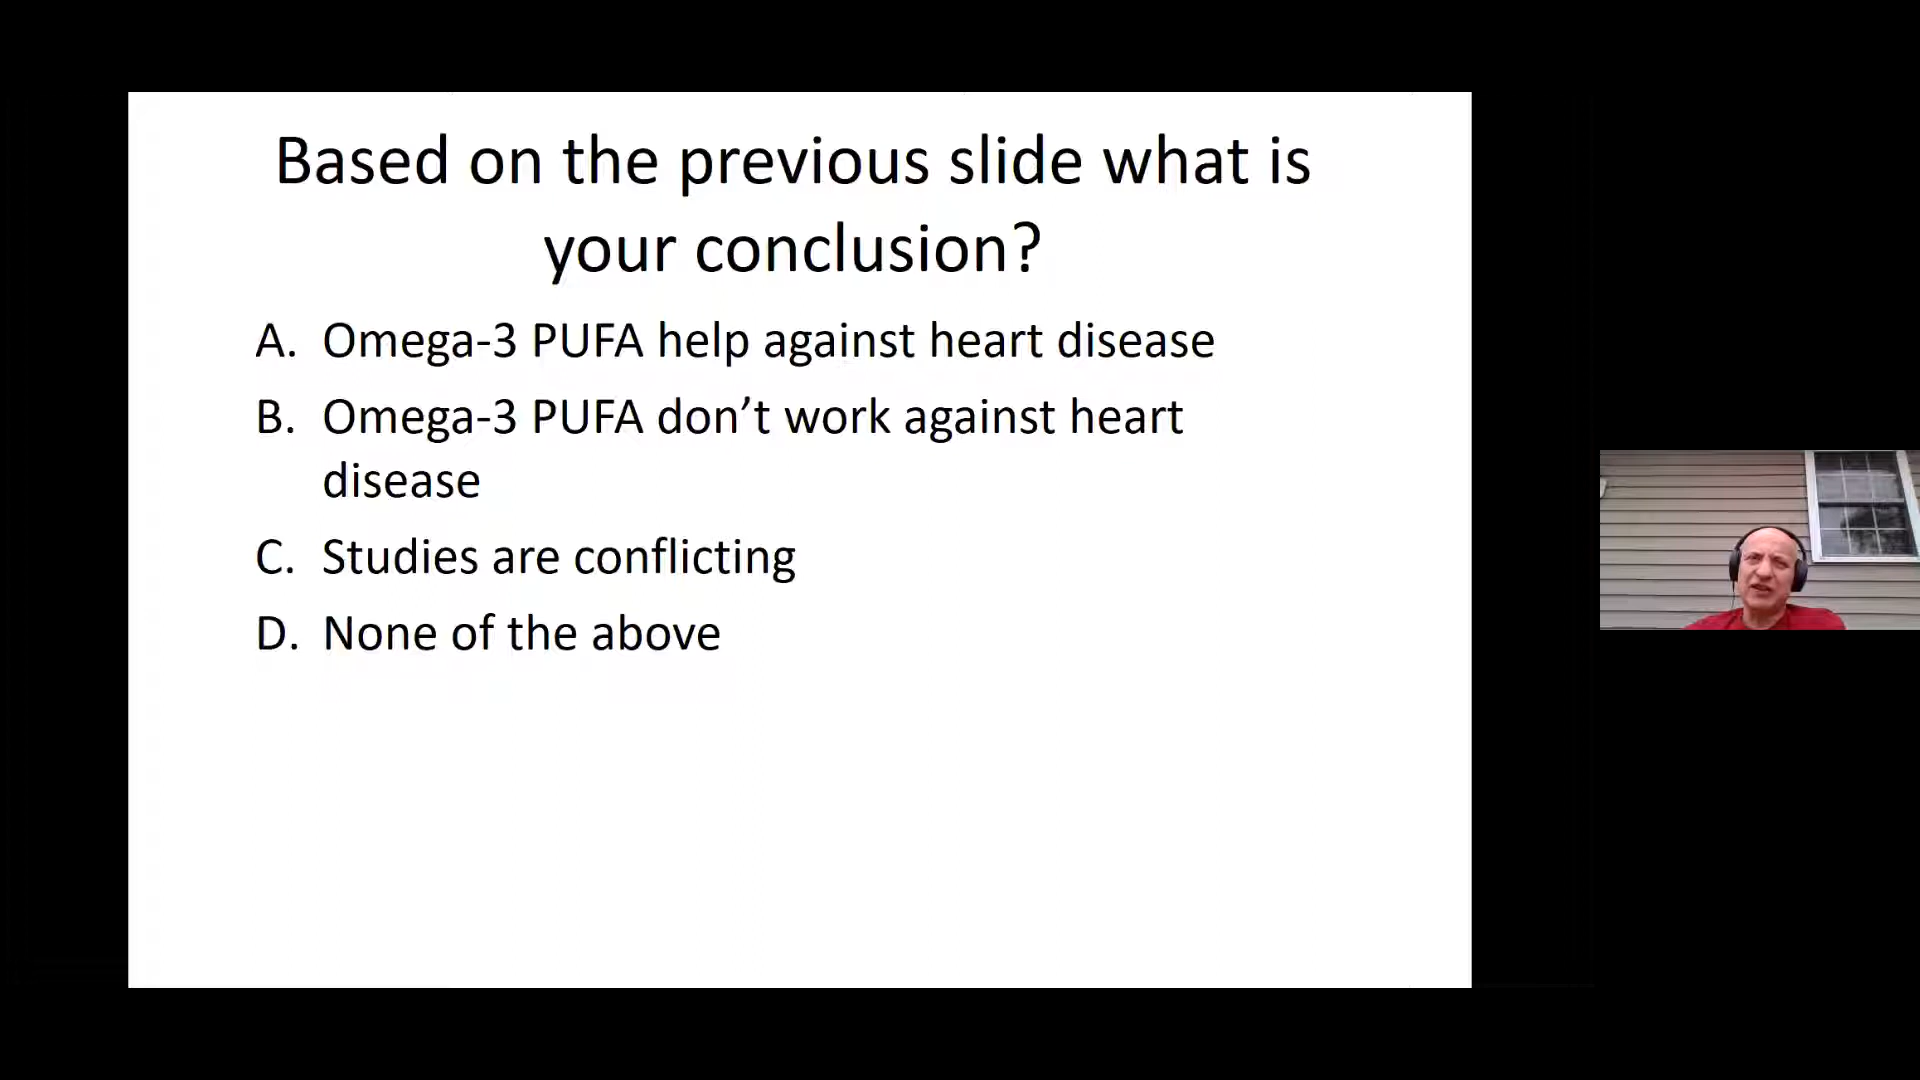 Based on the previous slide what is
your conclusion?
A. Omega-3 PUFA help against heart disease
B. Omega-3 PUFA don’t work against heart
disease
C. Studies are conflicting
D. None of the above